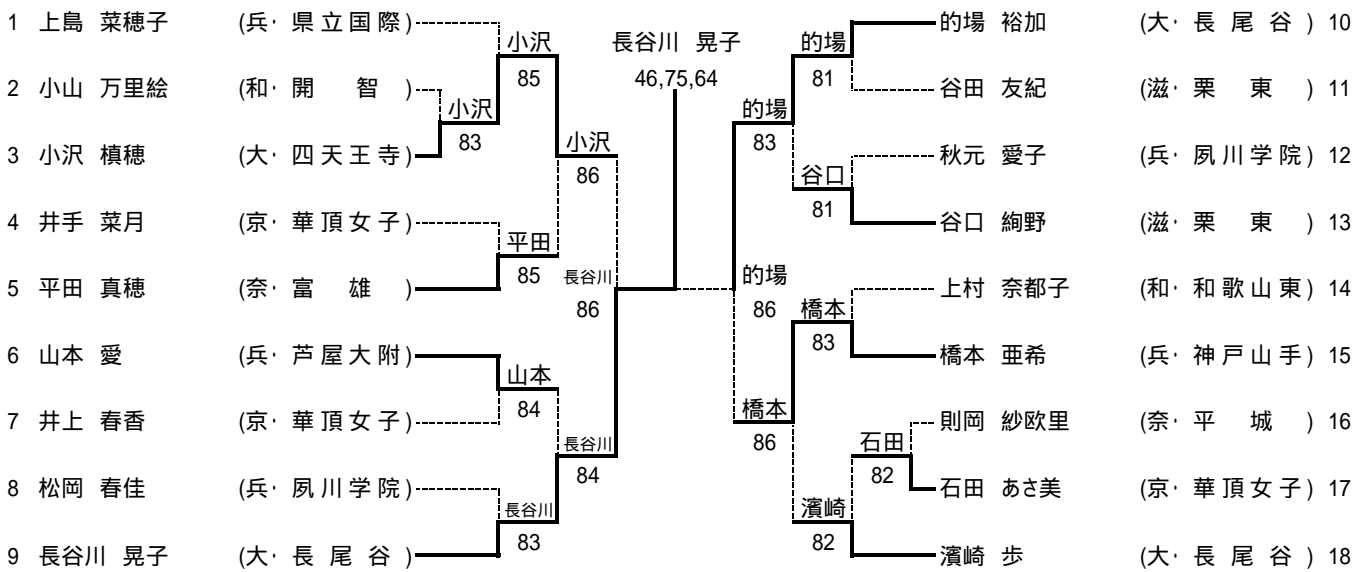 1 上島 菜穂子 (兵・県立国際)
2 小山 万里絵 (和・開 智)
3 小沢 槙穂 (大・四天王寺)
4 井手 菜月 (京・華頂女子)
5 平田 真穂 (奈・富 雄)
6 山本 愛 (兵・芦屋大附)
7 井上 春香 (京・華頂女子)
8 松岡 春佳 (兵・夙川学院)
9 長谷川 晃子 (大・長尾谷)
小沢
83
小沢
85
平田
85
山本
84
長谷川
83
小沢
86
長谷川
84
長谷川
86
長谷川 晃子
46,75,64
的場
86
的場
83
橋本
86
的場
81
谷口
81
橋本
83
濱崎
82
石田
82
的場 裕加 (大・長尾谷) 10
谷田 友紀 (滋・栗 東) 11
秋元 愛子 (兵・夙川学院) 12
谷口 絢野 (滋・栗 東) 13
上村 奈都子 (和・和歌山東) 14
橋本 亜希 (兵・神戸山手) 15
則岡 紗欧里 (奈・平 城) 16
石田 あさ美 (京・華頂女子) 17
濱崎 歩 (大・長尾谷) 18